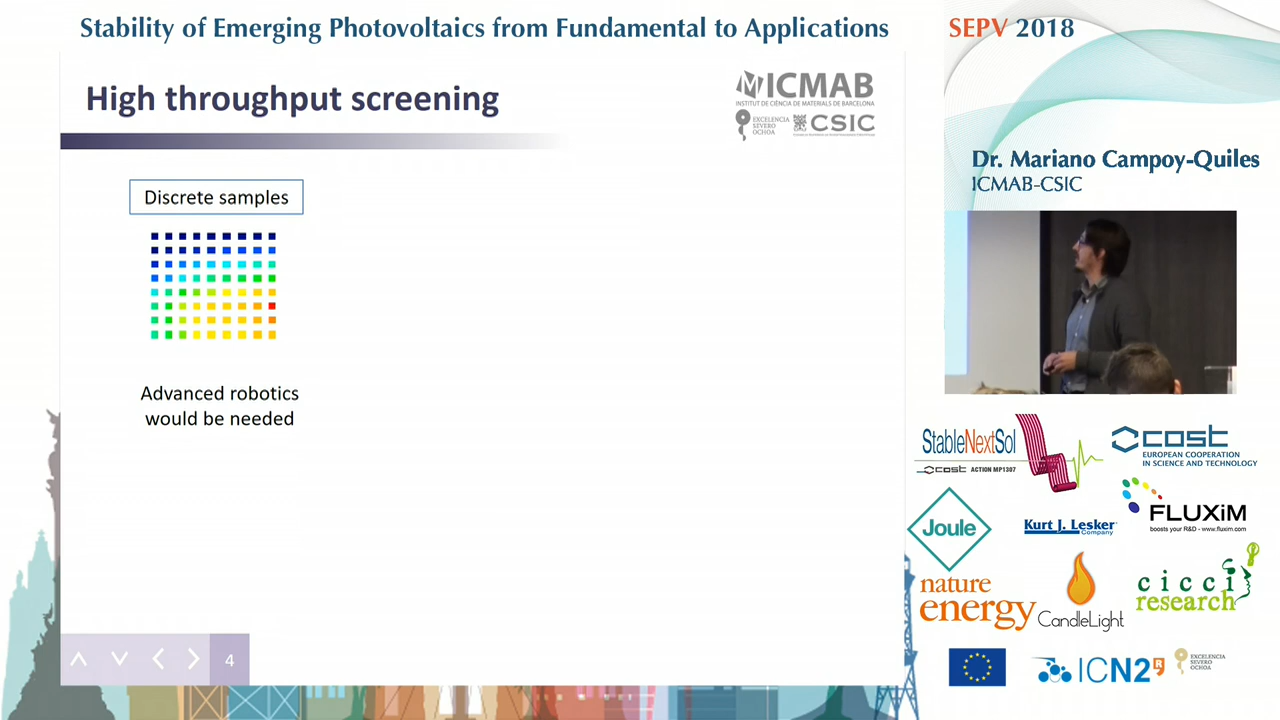 Stability of Emerging Photovoltaics from Fundamental to Applications
SEPV 2018
High throughput screening
ICMAB
INSTITUT DE CIÈNCIA DE MATERIALS DE BARCELONA
EXCELENCIA
SEVERO
OCHOA
CSIC
Dr. Mariano Campoy-Quiles
ICMAB-CSIC
Discrete samples
Advanced robotics
would be needed
4
StableNextSol
cost ACTION MP1307
cost
EUROPEAN COOPERATION
IN SCIENCE AND TECHNOLOGY
Joule
Kurt J. Lesker
Company
FLUXiM
boosts your R&D - www.fluxim.com
nature
energy
CandleLight
cicci
research
ICN2
EXCELENCIA
SEVERO
OCHOA